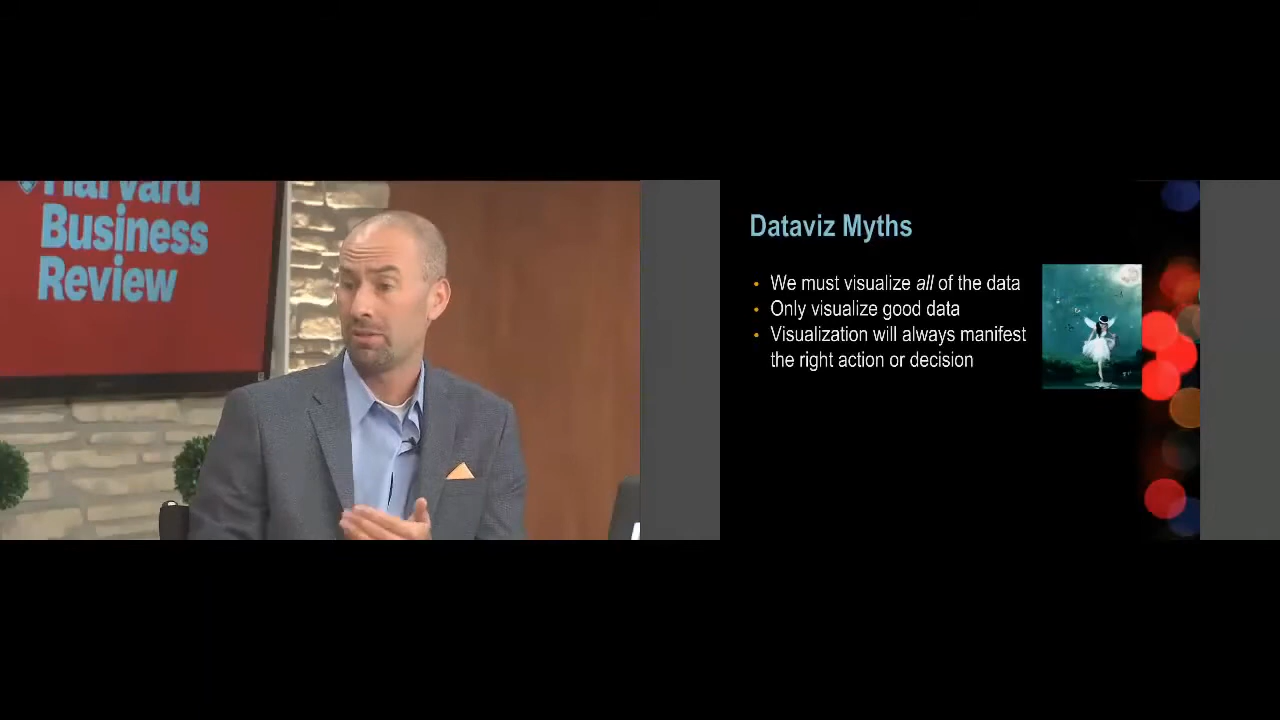 Harvard
Business
Review
Dataviz Myths
• We must visualize all of the data
• Only visualize good data
• Visualization will always manifest
the right action or decision